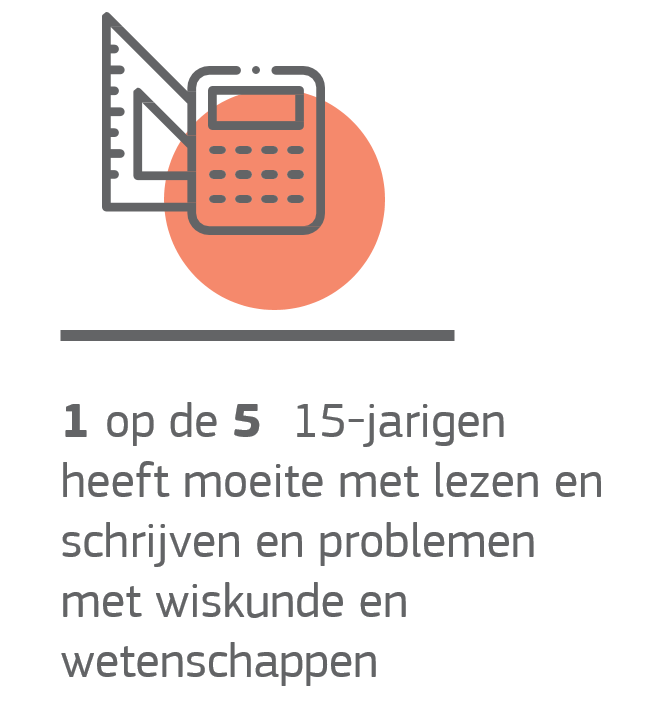 1 op de 5 15-jarigen
heeft moeite met lezen en
schrijven en problemen
met wiskunde en
wetenschappen